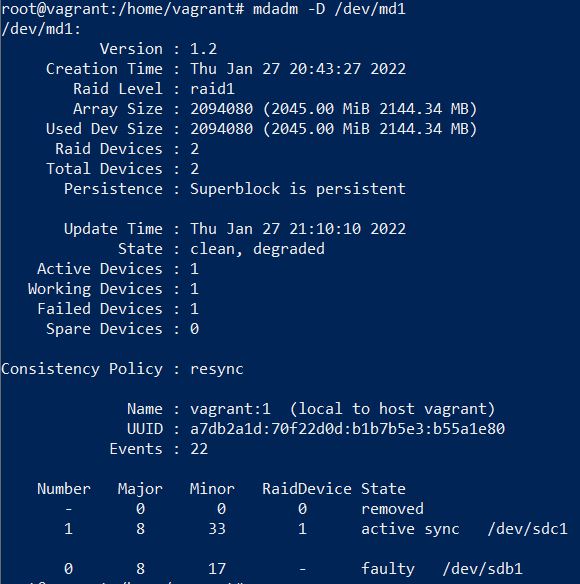 root@vagrant:/home/vagrant# mdadm -D /dev/md1
/dev/md1:
Version : 1.2
Creation Time : Thu Jan 27 20:43:27 2022
Raid Level : raid1
Array Size : 2094080 (2045.00 MiB 2144.34 MB)
Used Dev Size : 2094080 (2045.00 MiB 2144.34 MB)
Raid Devices : 2
Total Devices : 2
Persistence : Superblock is persistent
Update Time : Thu Jan 27 21:10:10 2022
State : clean, degraded
Active Devices : 1
Working Devices : 1
Failed Devices : 1
Spare Devices : 0
Consistency Policy : resync
Name : vagrant:1 (local to host vagrant)
UUID : a7db2a1d:70f22d0d:b1b7b5e3:b55a1e80
Events : 22
Number Major Minor RaidDevice State
- 0 0 0 removed
1 8 33 1 active sync /dev/sdc1
0 8 17 - faulty /dev/sdb1